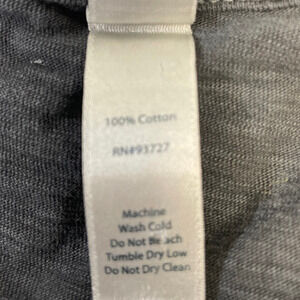 100% Cotton
RN#93727
Machine
Wash Cold
Do Not Bleach
Tumble Dry Low
Do Not Dry Clean